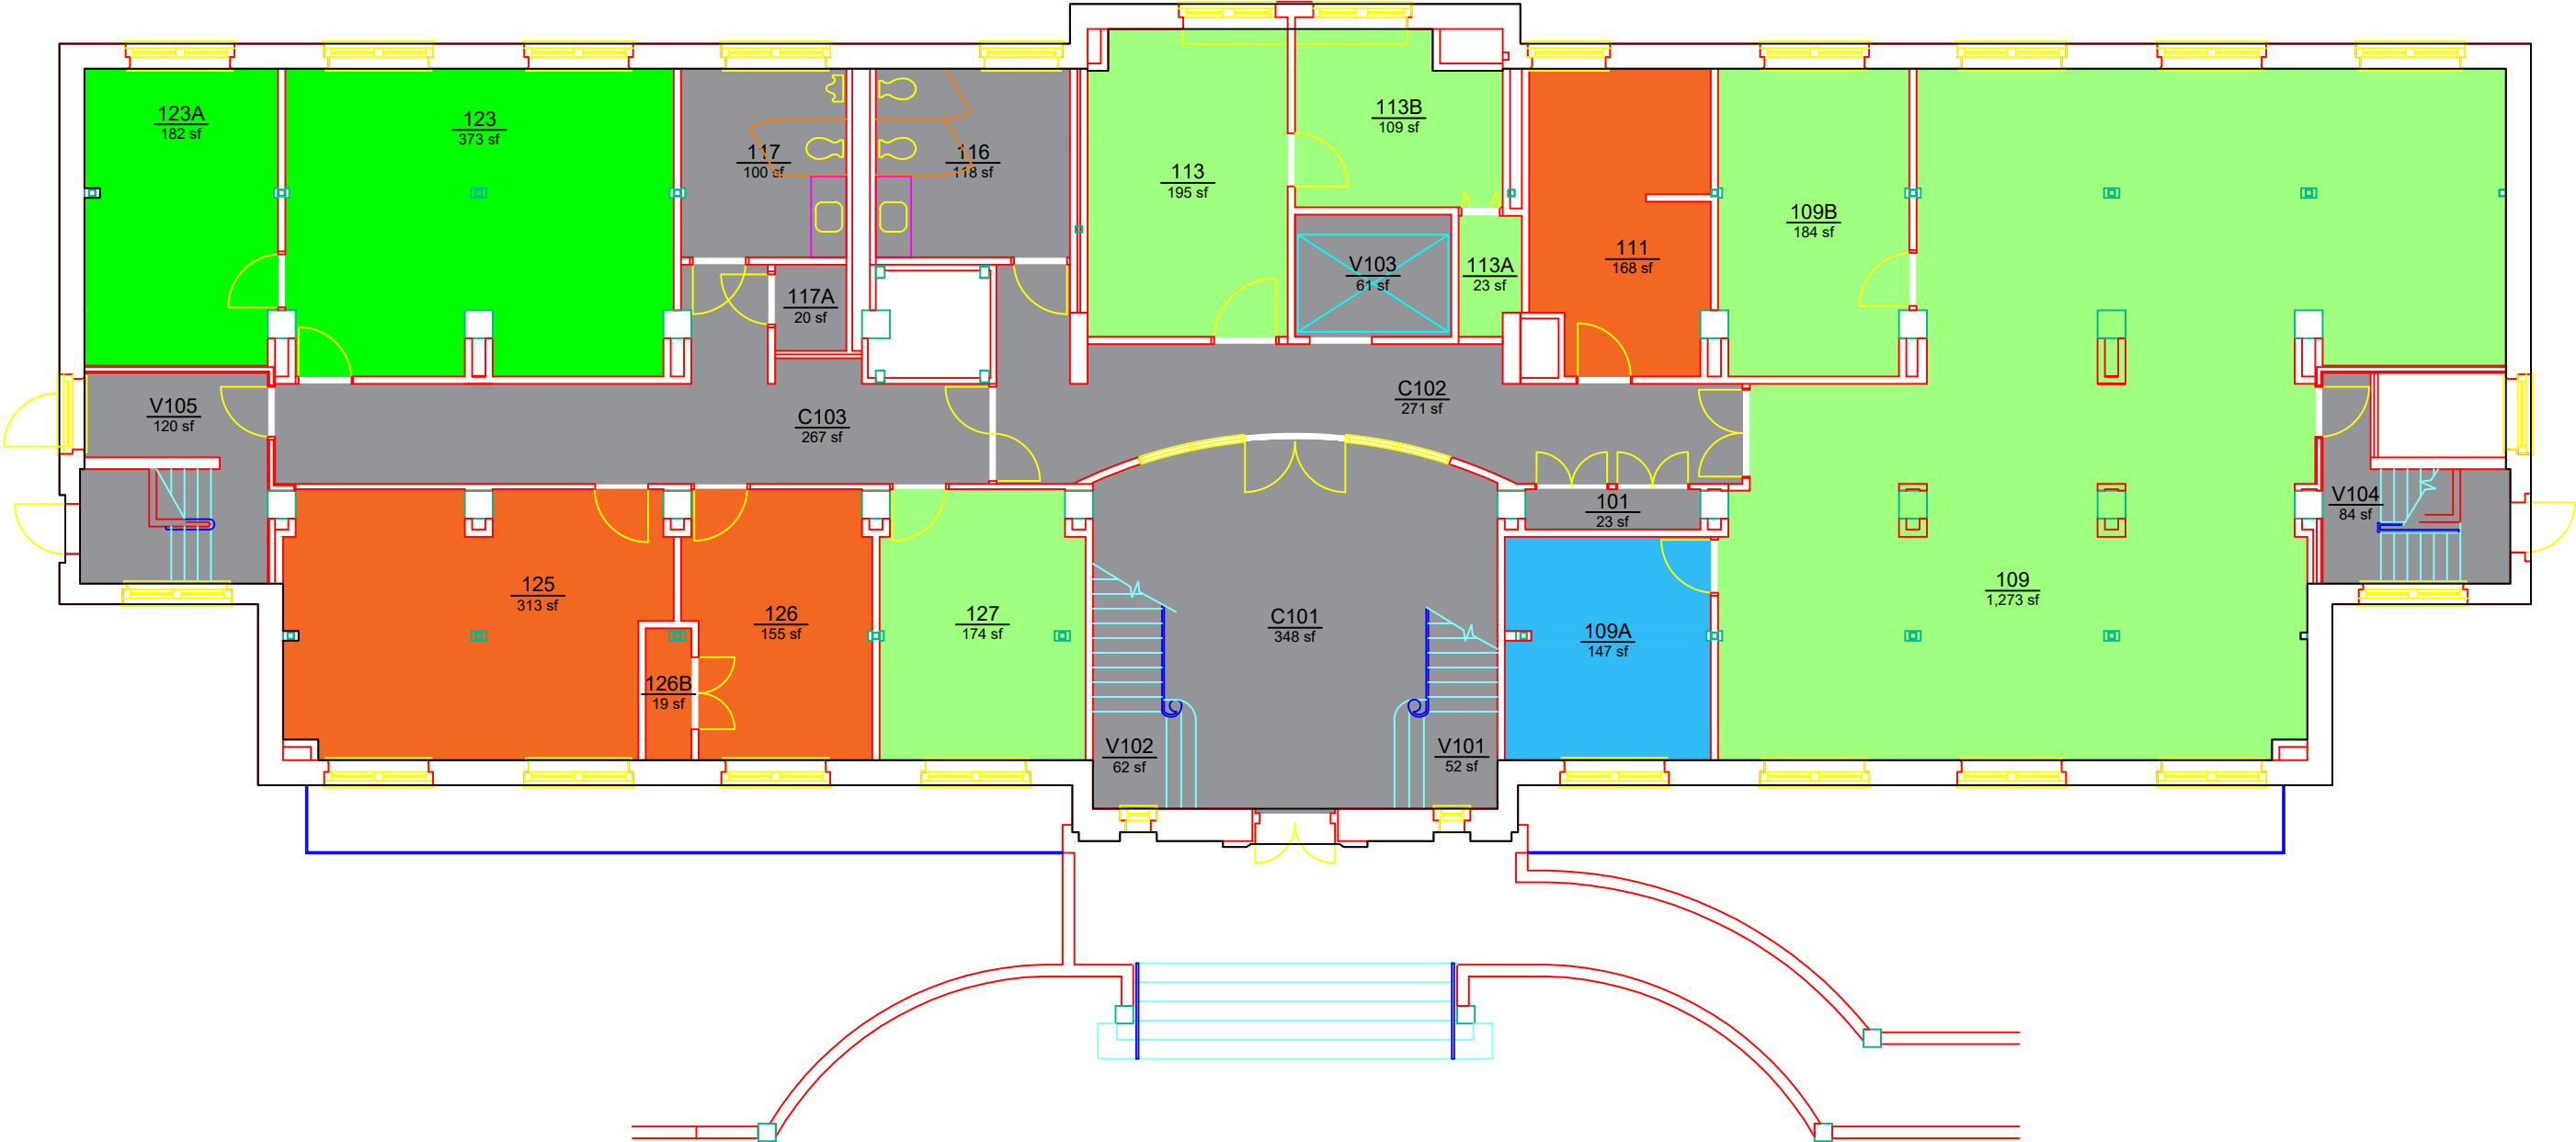 123A
182 sf
123
373 sf
117
100 sf
116
118 sf
113
195 sf
113B
109 sf
111
168 sf
109B
184 sf
117A
20 sf
V103
61 sf
113A
23 sf
V105
120 sf
C103
267 sf
C102
271 sf
101
23 sf
V104
84 sf
125
313 sf
126
155 sf
127
174 sf
C101
348 sf
109A
147 sf
109
1,273 sf
126B
19 sf
V102
62 sf
V101
52 sf